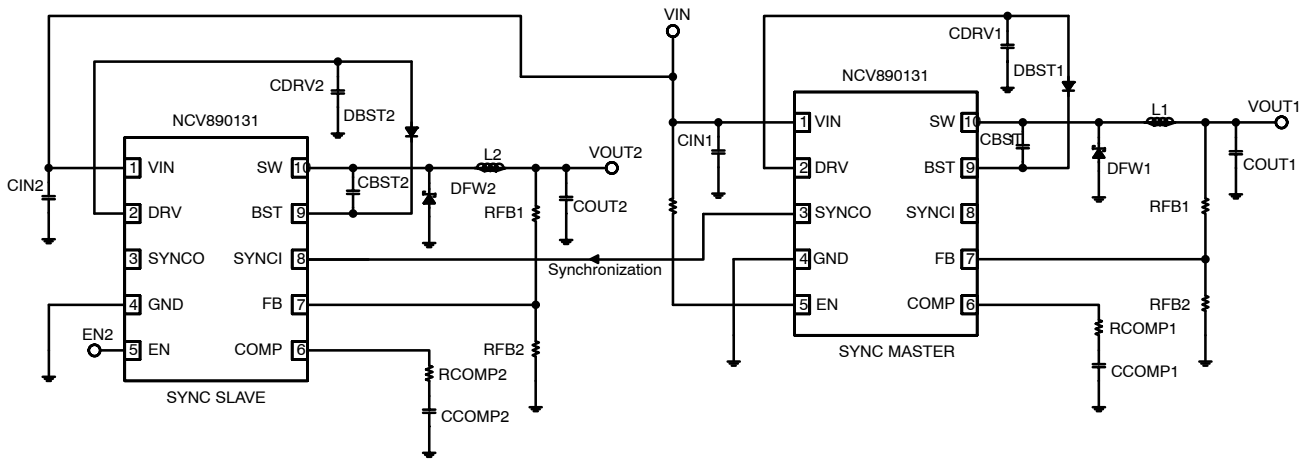 VIN
CDRV1
DBST1
NCV890131
CDRV2
DBST2
NCV890131
1 VIN
2 DRV
3 SYNCO
4 GND
5 EN
SW 10
BST 9
SYNCI 8
FB 7
COMP 6
CIN2
EN2
SYNC SLAVE
CBST2
DFW2
L2
VOUT2
COUT2
RFB1
RFB2
RCOMP2
CCOMP2
Synchronization
CIN1
1 VIN
2 DRV
3 SYNCO
4 GND
5 EN
SW 10
BST 9
SYNCI 8
FB 7
COMP 6
SYNC MASTER
CBST1
DFW1
L1
VOUT1
COUT1
RFB1
RFB2
RCOMP1
CCOMP1